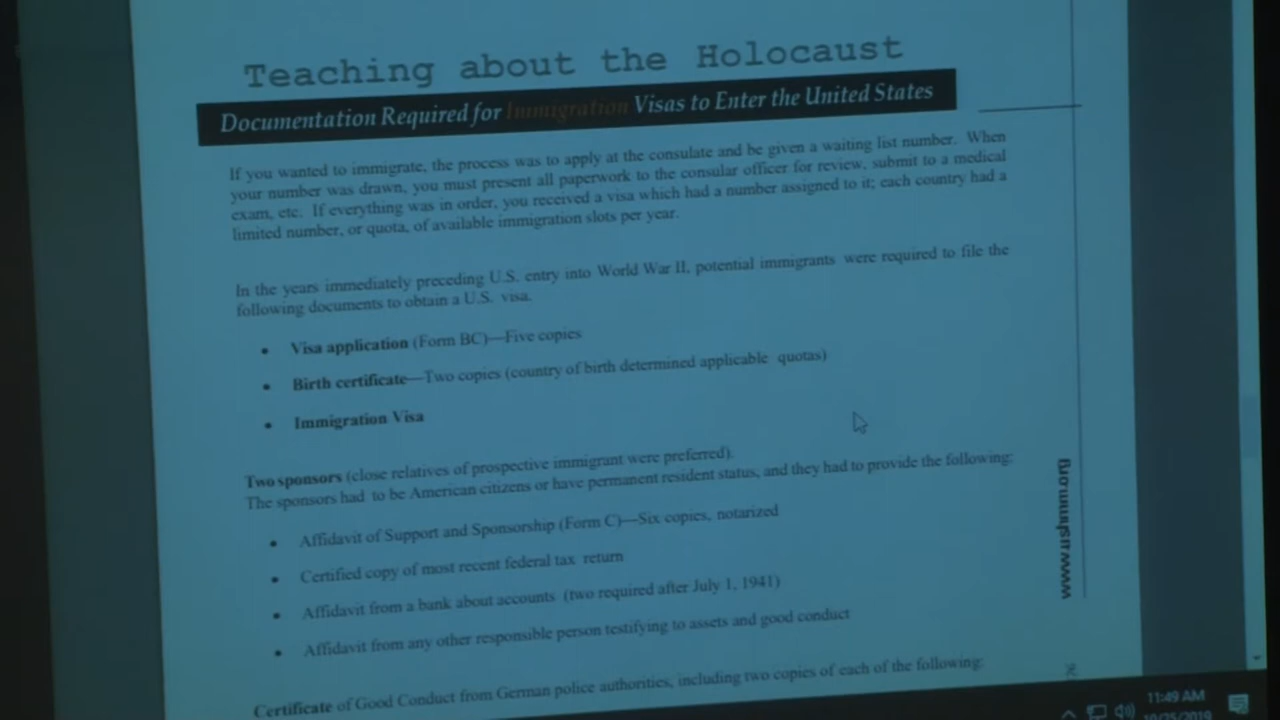 Teaching about the Holocaust
Documentation Required for Immigration Visas to Enter the United States
If you wanted to immigrate, the process was to apply at the consulate and be given a waiting list number. When
your number was drawn, you must present all paperwork to the consular officer for review, submit to a medical
exam, etc. If everything was in order, you received a visa which had a number assigned to it; each country had a
limited number, or quota, of available immigration slots per year.
In the years immediately preceding U.S. entry into World War II, potential immigrants were required to file the
following documents to obtain a U.S. visa.
• Visa application (Form BC)—Five copies
• Birth certificate—Two copies (country of birth determined applicable quotas)
• Immigration Visa
Two sponsors (close relatives of prospective immigrant were preferred).
The sponsors had to be American citizens or have permanent resident status, and they had to provide the following:
• Affidavit of Support and Sponsorship (Form C)—Six copies, notarized
• Certified copy of most recent federal tax return
• Affidavit from a bank about accounts (two required after July 1, 1941)
• Affidavit from any other responsible person testifying to assets and good conduct
Certificate of Good Conduct from German police authorities, including two copies of each of the following:
www.ushmm.org
11:49 AM
10/25/2019